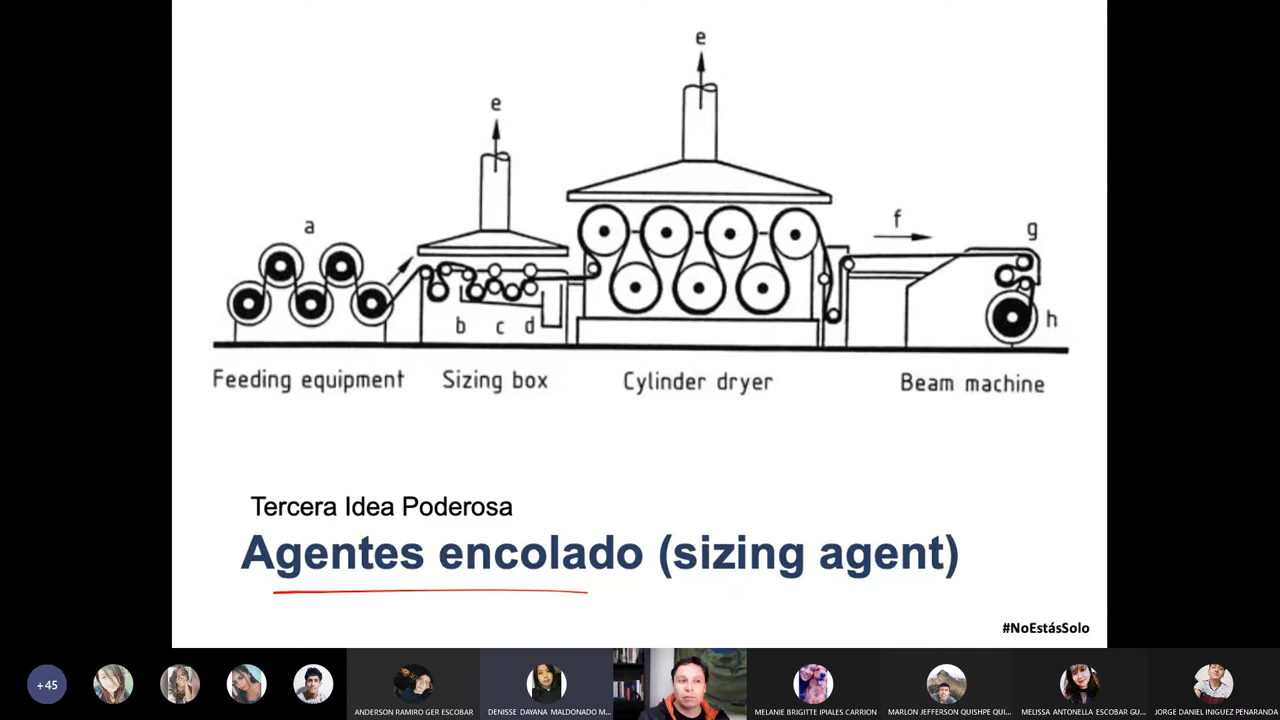 e
e
a
f
g
b c d
h
Feeding equipment Sizing box Cylinder dryer Beam machine
Tercera Idea Poderosa
Agentes encolado (sizing agent)
#NoEstásSolo
+45
ANDERSON RAMIRO GER ESCOBAR
DENISSE DAYANA MALDONADO M...
MELANIE BRIGITTE IPIALES CARRION
MARLON JEFFERSON QUISHPE QUI...
MELISSA ANTONELLA ESCOBAR GU...
JORGE DANIEL INIGUEZ PENARANDA